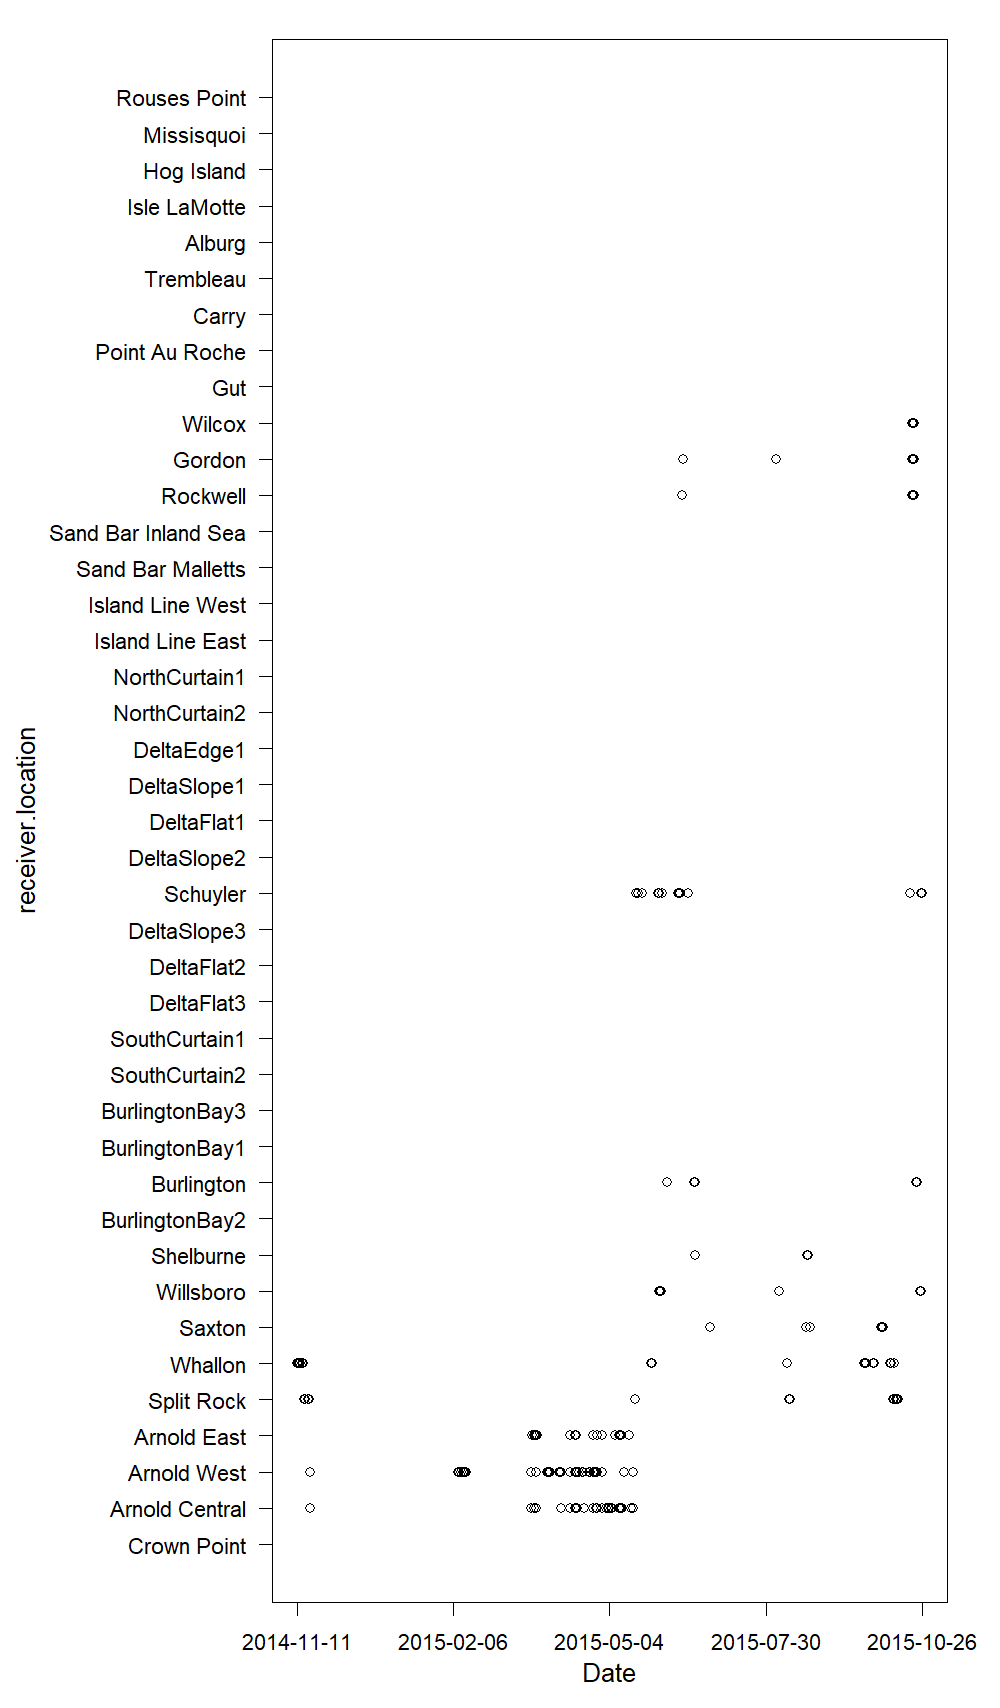 Rouses Point
Missisquoi
Hog Island
Isle LaMotte
Alburg
Trembleau
Carry
Point Au Roche
Gut
Wilcox
Gordon
Rockwell
Sand Bar Inland Sea
Sand Bar Malletts
Island Line West
Island Line East
NorthCurtain1
NorthCurtain2
DeltaEdge1
DeltaSlope1
DeltaFlat1
DeltaSlope2
Schuyler
DeltaSlope3
DeltaFlat2
DeltaFlat3
SouthCurtain1
SouthCurtain2
BurlingtonBay3
BurlingtonBay1
Burlington
BurlingtonBay2
Shelburne
Willsboro
Saxton
Whallon
Split Rock
Arnold East
Arnold West
Arnold Central
Crown Point
receiver.location
2014-11-11 2015-02-06 2015-05-04 2015-07-30 2015-10-26
Date